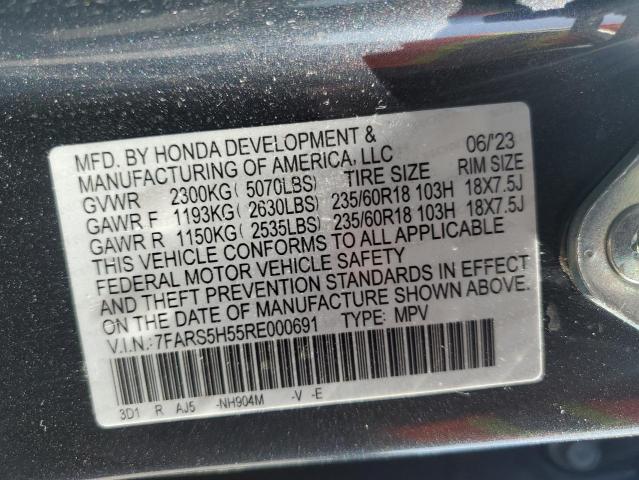 MFD. BY HONDA DEVELOPMENT & 06/'23
MANUFACTURING OF AMERICA, LLC
GVWR 2300KG( 5070LBS) TIRE SIZE RIM SIZE
GAWR F 1193KG( 2630LBS) 235/60R18 103H 18X7.5J
GAWR R 1150KG( 2535LBS) 235/60R18 103H 18X7.5J
THIS VEHICLE CONFORMS TO ALL APPLICABLE
FEDERAL MOTOR VEHICLE SAFETY
AND THEFT PREVENTION STANDARDS IN EFFECT
ON THE DATE OF MANUFACTURE SHOWN ABOVE.
V.I.N.:7FARS5H55RE000691 TYPE: MPV
3D1 R AJ5 -NH904M -V -E